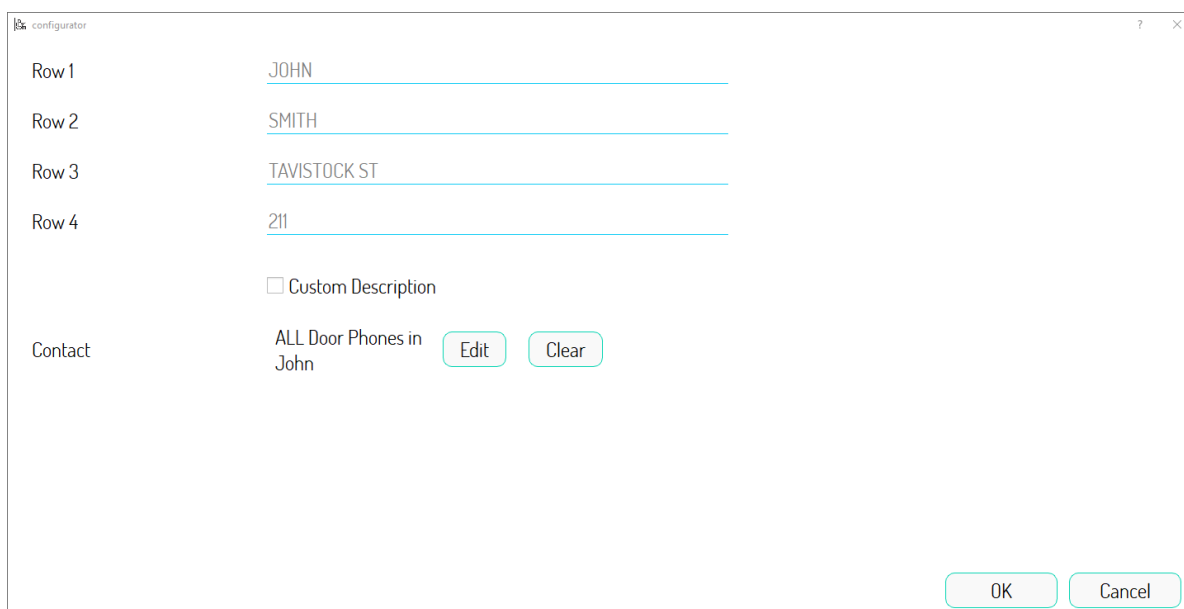 configurator
Row 1 JOHN
Row 2 SMITH
Row 3 TAVISTOCK ST
Row 4 211
Custom Description
Contact ALL Door Phones in John Edit Clear
OK Cancel